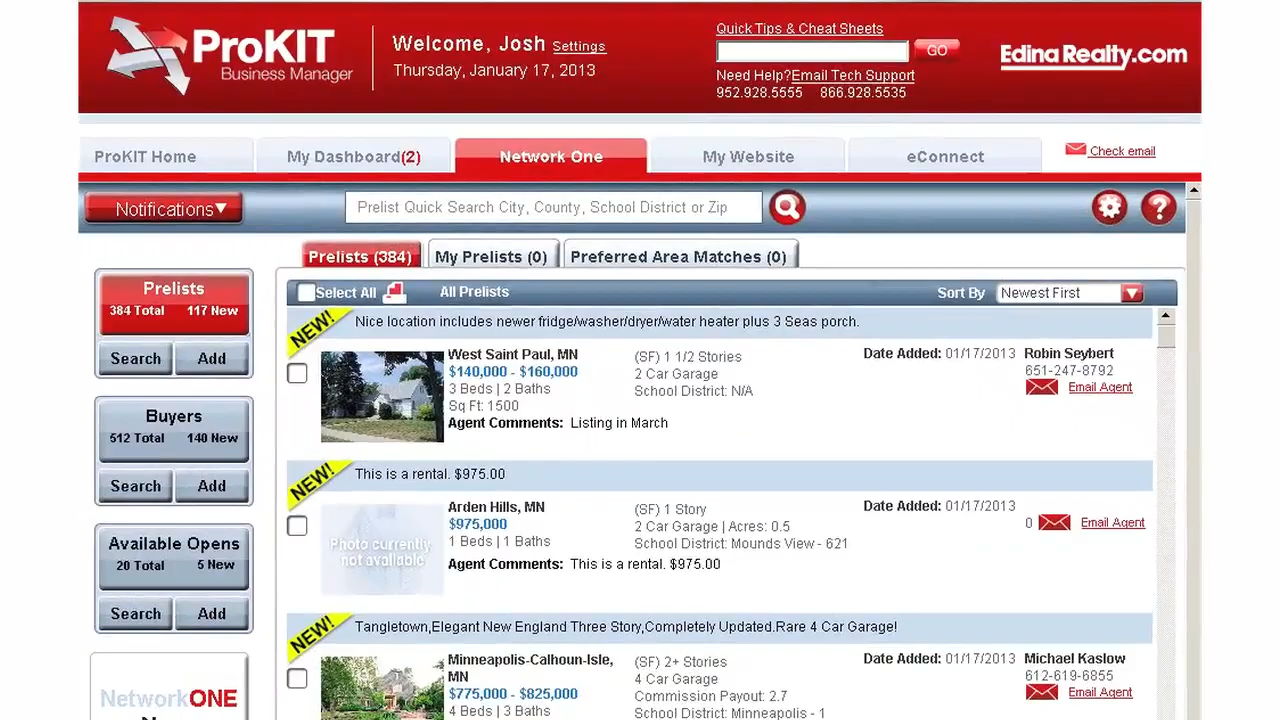 ProKIT
Business Manager
Welcome, Josh Settings
Thursday, January 17, 2013
Quick Tips & Cheat Sheets
GO
Need Help?Email Tech Support
952.928.5555 866.928.5535
EdinaRealty.com
ProKIT Home
My Dashboard(2)
Network One
My Website
eConnect
Check email
Notifications▼
Prelist Quick Search City, County, School District or Zip
?
Prelists (384)
My Prelists (0)
Preferred Area Matches (0)
Prelists
384 Total 117 New
Search Add
Buyers
512 Total 140 New
Search Add
Available Opens
20 Total 5 New
Search Add
NetworkONE
Select All
All Prelists
Sort By Newest First
NEW!
Nice location includes newer fridge/washer/dryer/water heater plus 3 Seas porch.
West Saint Paul, MN
$140,000 - $160,000
3 Beds | 2 Baths
Sq Ft: 1500
(SF) 1 1/2 Stories
2 Car Garage
School District: N/A
Agent Comments: Listing in March
Date Added: 01/17/2013
Robin Seybert
651-247-8792
Email Agent
NEW!
This is a rental. $975.00
Photo currently
not available
Arden Hills, MN
$975,000
1 Beds | 1 Baths
(SF) 1 Story
2 Car Garage | Acres: 0.5
School District: Mounds View - 621
Agent Comments: This is a rental. $975.00
Date Added: 01/17/2013
0 Email Agent
NEW!
Tangletown,Elegant New England Three Story,Completely Updated.Rare 4 Car Garage!
Minneapolis-Calhoun-Isle,
MN
$775,000 - $825,000
4 Beds | 3 Baths
(SF) 2+ Stories
4 Car Garage
Commission Payout: 2.7
School District: Minneapolis - 1
Date Added: 01/17/2013
Michael Kaslow
612-619-6855
Email Agent